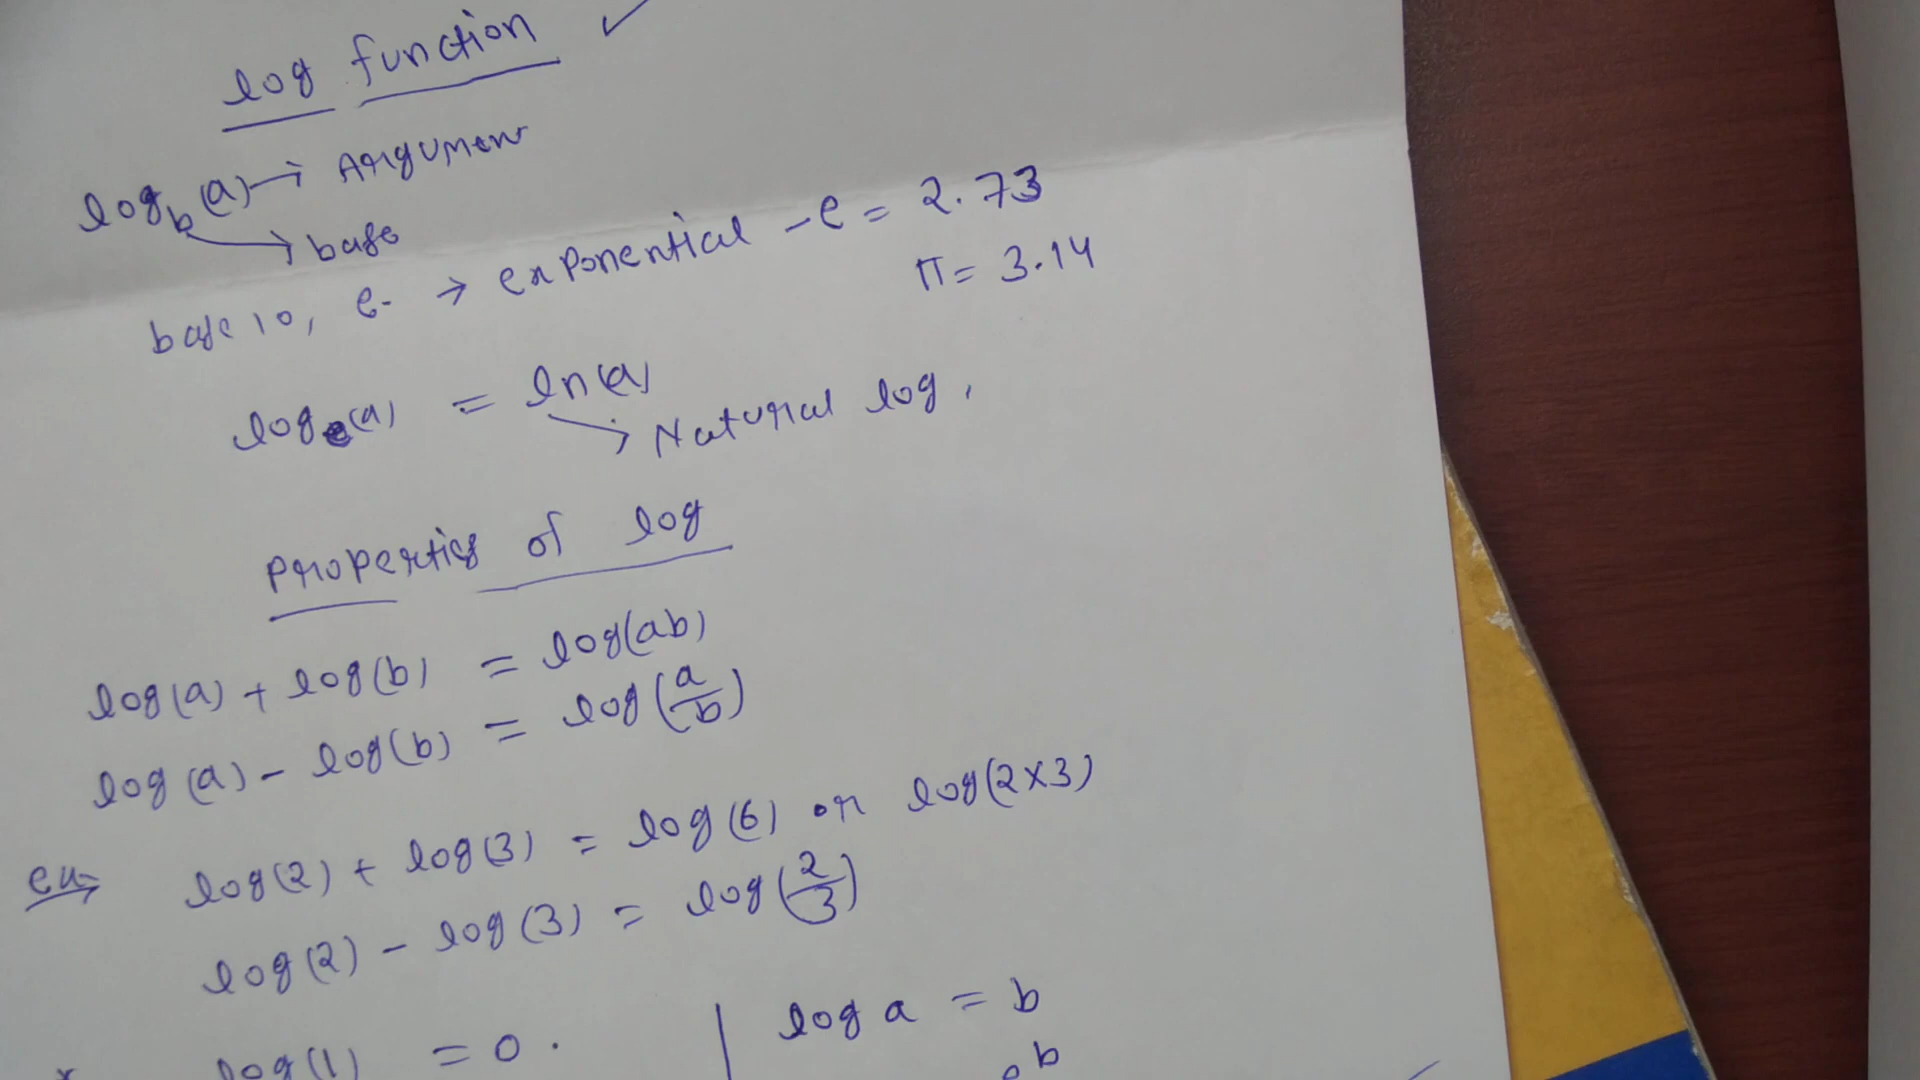 log function ✓
log_b (a) → Argument
→ base
base 10, e- → exponential - e = 2.73
π = 3.14
log_e(a) = ln(a)
→ Natural log.
Properties of log
log(a) + log(b) = log(ab)
log(a) - log(b) = log(a/b)
ex→ log(2) + log(3) = log(6) or log(2×3)
log(2) - log(3) = log(2/3)
log(1) = 0. | log a = b